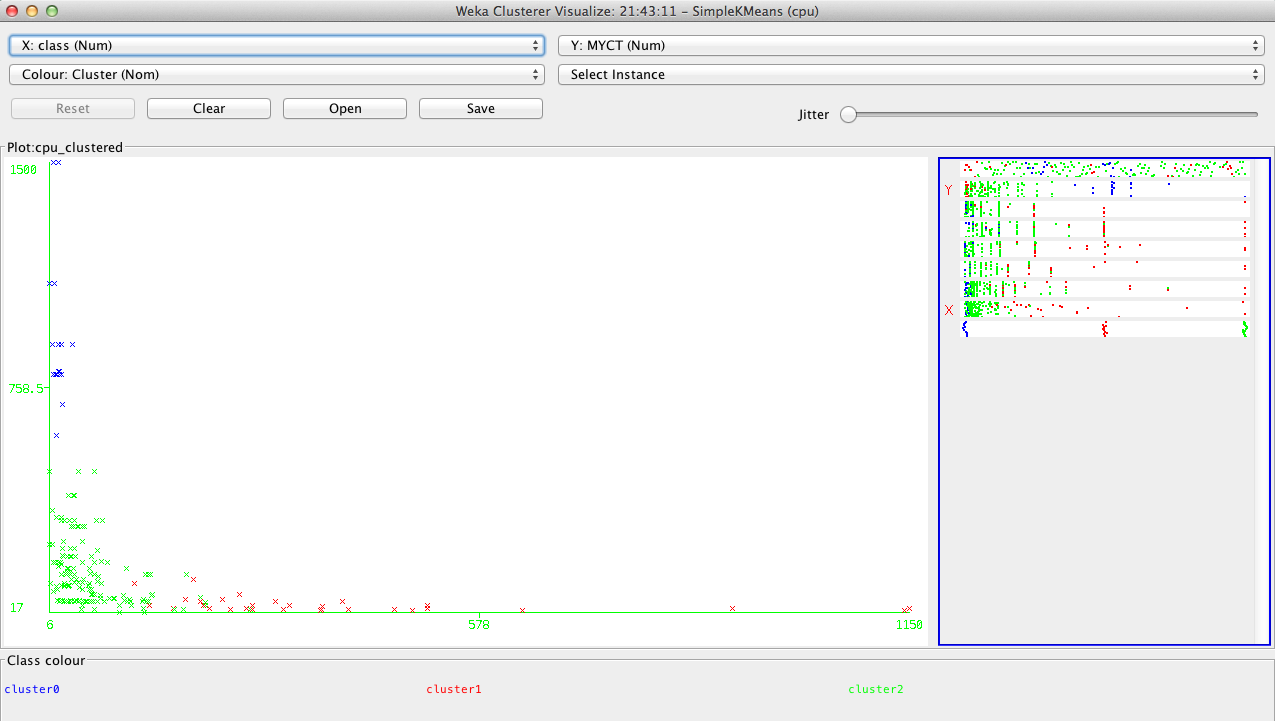 Weka Clusterer Visualize: 21:43:11 – SimpleKMeans (cpu)
X: class (Num) Y: MYCT (Num)
Colour: Cluster (Nom) Select Instance
Reset Clear Open Save Jitter
Plot:cpu_clustered
1500
Y
X
758.5
17
6 578 1150
Class colour
cluster0 cluster1 cluster2